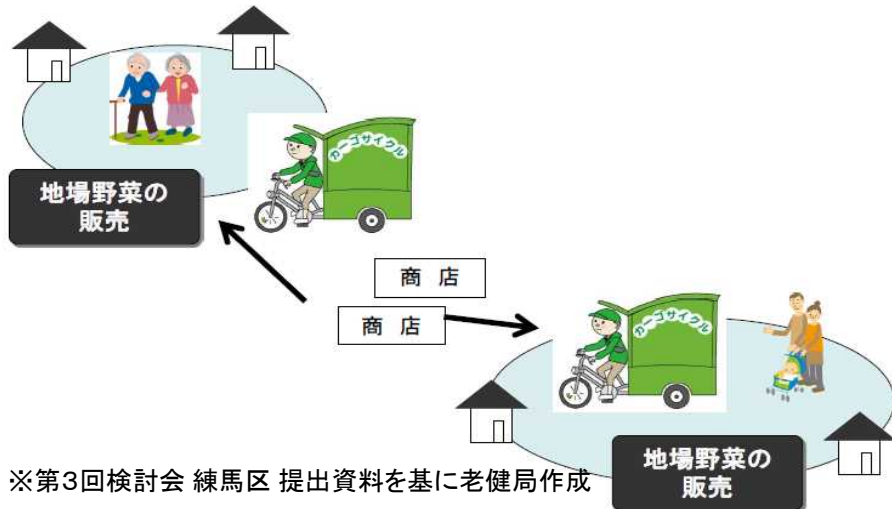 カーゴサイクル
地場野菜の
販売
商 店
商 店
カーゴサイクル
地場野菜の
販売
※第3回検討会 練馬区 提出資料を基に老健局作成